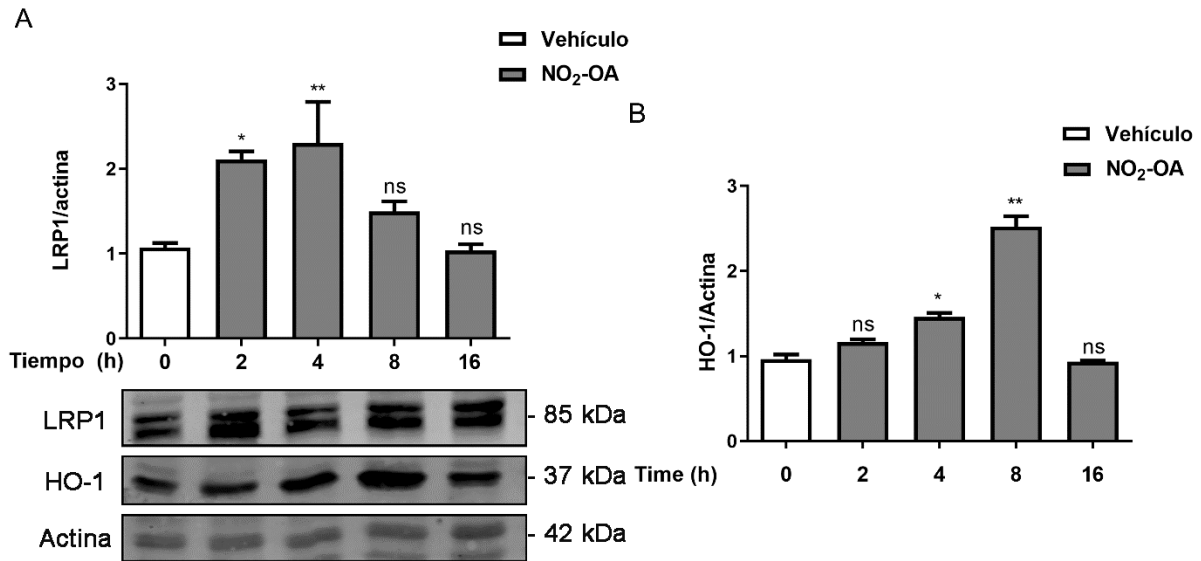 A
Vehículo
NO₂-OA
LRP1/actina
3
2
1
0
*
**
ns
ns
Tiempo (h) 0 2 4 8 16
LRP1
- 85 kDa
HO-1
- 37 kDa
Actina
- 42 kDa
B
Vehículo
NO₂-OA
HO-1/Actina
3
2
1
0
ns
*
**
ns
Time (h) 0 2 4 8 16